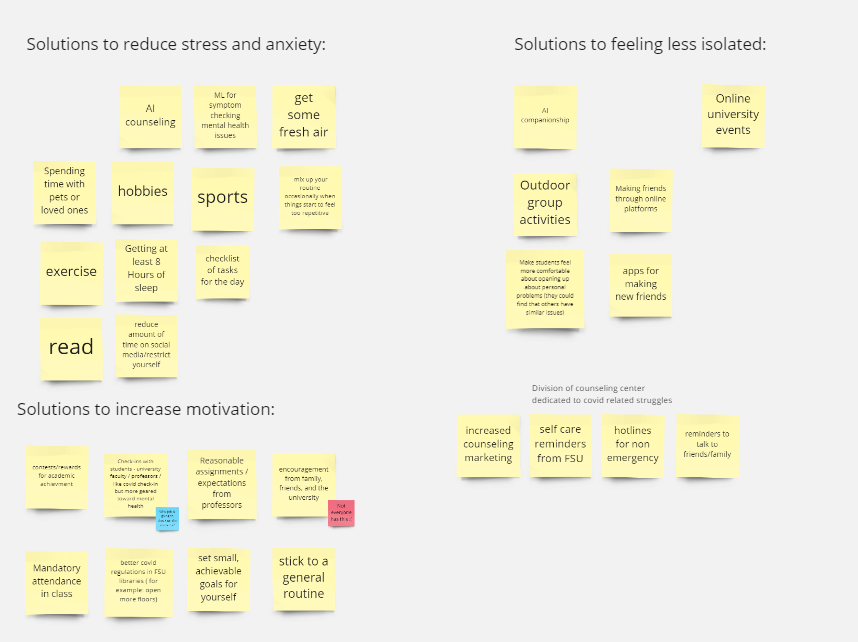 Solutions to reduce stress and anxiety:
AI
counseling
ML for
symptom
checking
mental health
issues
get
some
fresh air
Spending
time with
pets or
loved ones
hobbies
sports
mix up your
routine
occasionally when
things start to feel
too repetitive
exercise
Getting at
least 8
Hours of
sleep
checklist
of tasks
for the day
read
reduce
amount of
time on social
media/restrict
yourself
Solutions to feeling less isolated:
AI
companionship
Online
university
events
Outdoor
group
activities
Making friends
through online
platforms
Make students feel
more comfortable
about opening up
about personal
problems (they could
find that others have
similar issues)
apps for
making
new friends
Division of counseling center
dedicated to covid related struggles
increased
counseling
marketing
self care
reminders
from FSU
hotlines
for non
emergency
reminders to
talk to
friends/family
Solutions to increase motivation:
contests/rewards
for academic
achievment
Check-ins with
students - university
faculty / professors /
like covid check-in
but more geared
toward mental
health
Reasonable
assignments /
expectations
from
professors
encouragement
from family,
friends, and the
university
everyone
has this!!
Mandatory
attendance
in class
better covid
regulations in FSU
libraries ( for
example: open
more floors)
set small,
achievable
goals for
yourself
stick to a
general
routine